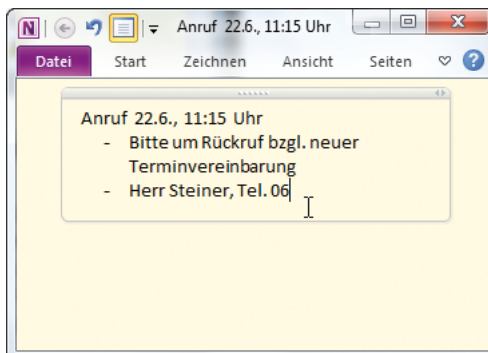 Anruf 22.6., 11:15 Uhr
Datei Start Zeichnen Ansicht Seiten
Anruf 22.6., 11:15 Uhr
- Bitte um Rückruf bzgl. neuer
Terminvereinbarung
- Herr Steiner, Tel. 06